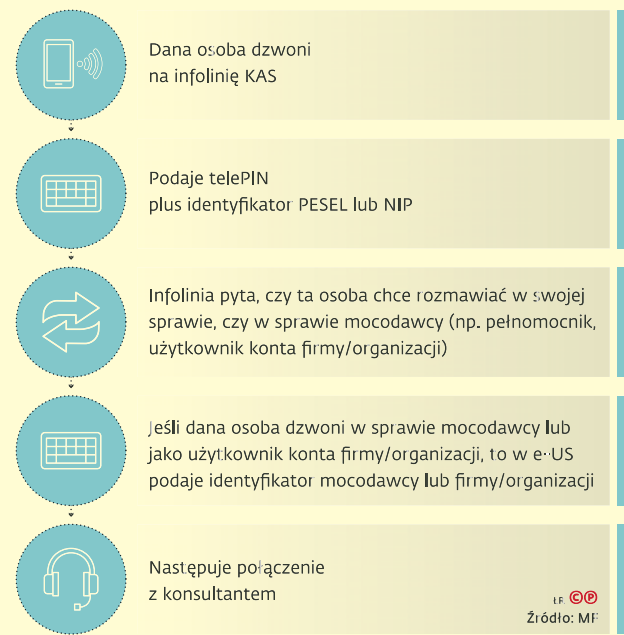 Dana osoba dzwoni
na infolinię KAS
Podaje telePIN
plus identyfikator PESEL lub NIP
Infolinia pyta, czy ta osoba chce rozmawiać w swojej
sprawie, czy w sprawie mocodawcy (np. pełnomocnik,
użytkownik konta firmy/organizacji)
Jeśli dana osoba dzwoni w sprawie mocodawcy lub
jako użytkownik konta firmy/organizacji, to w e-US
podaje identyfikator mocodawcy lub firmy/organizacji
Następuje połączenie
z konsultantem
ŁR ©℗
Źródło: MF